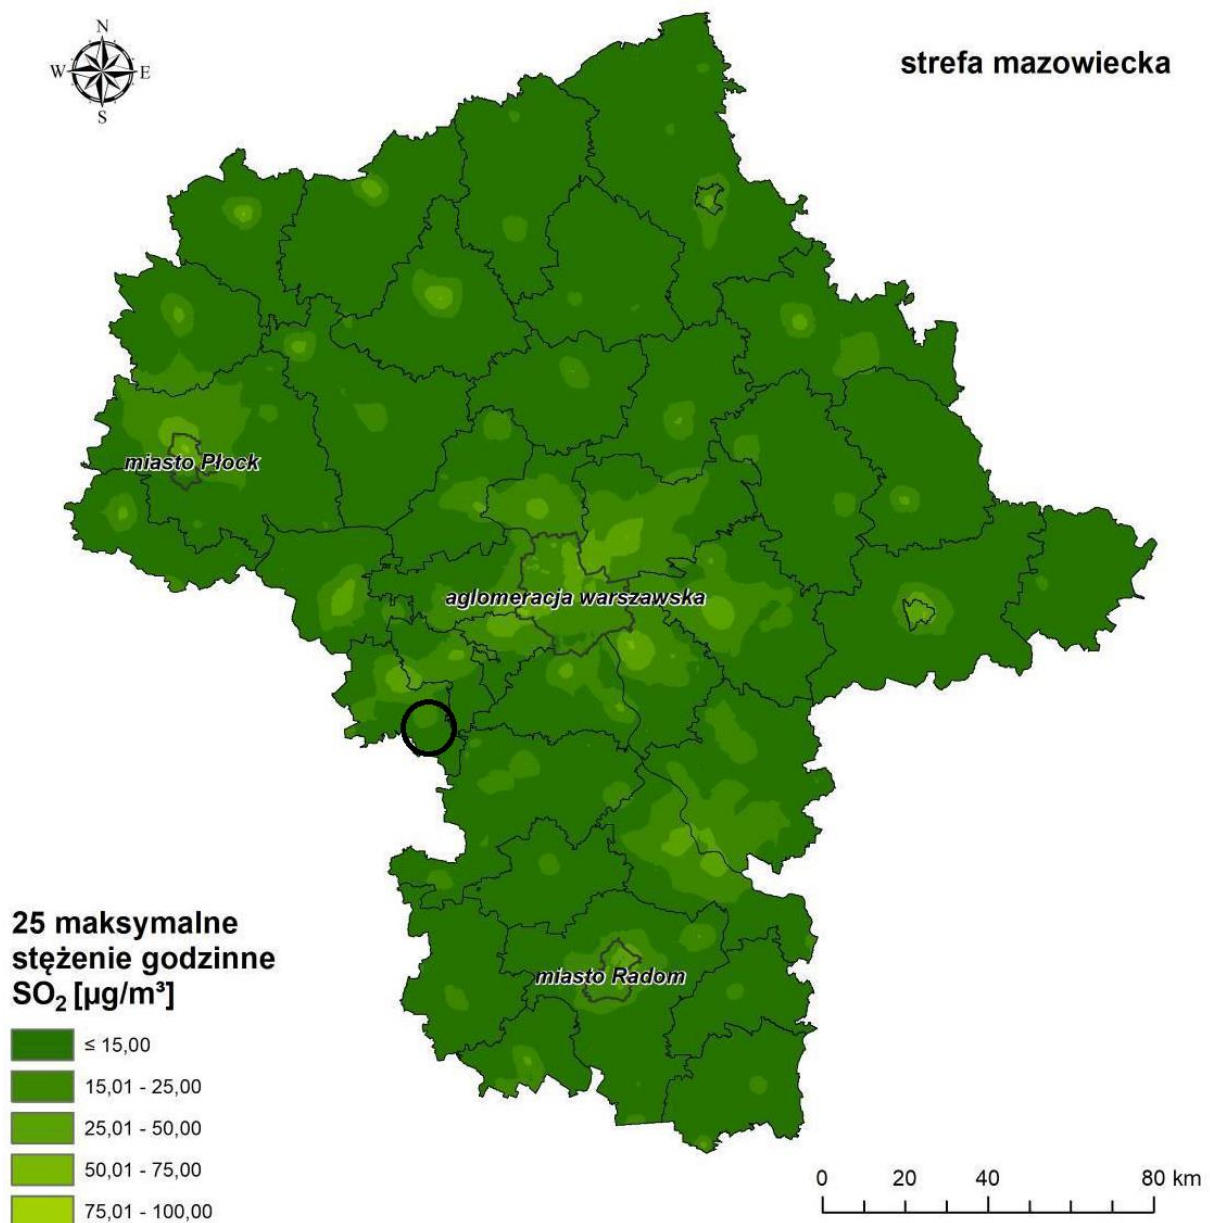 N
W E
S
strefa mazowiecka
miasto Płock
aglomeracja warszawska
miasto Radom
25 maksymalne
stężenie godzinne
SO₂ [µg/m³]
≤ 15,00
15,01 - 25,00
25,01 - 50,00
50,01 - 75,00
75,01 - 100,00
0 20 40 80 km